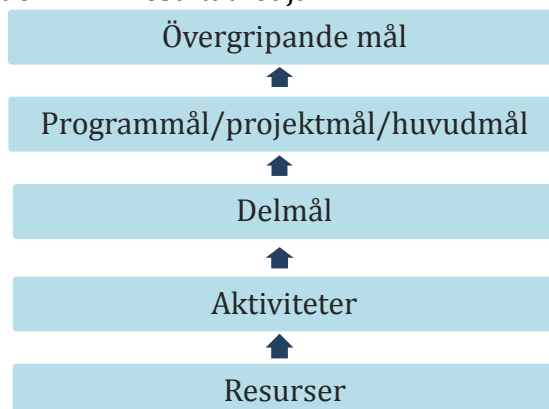 Övergripande mål
Programmål/projektmål/huvudmål
Delmål
Aktiviteter
Resurser